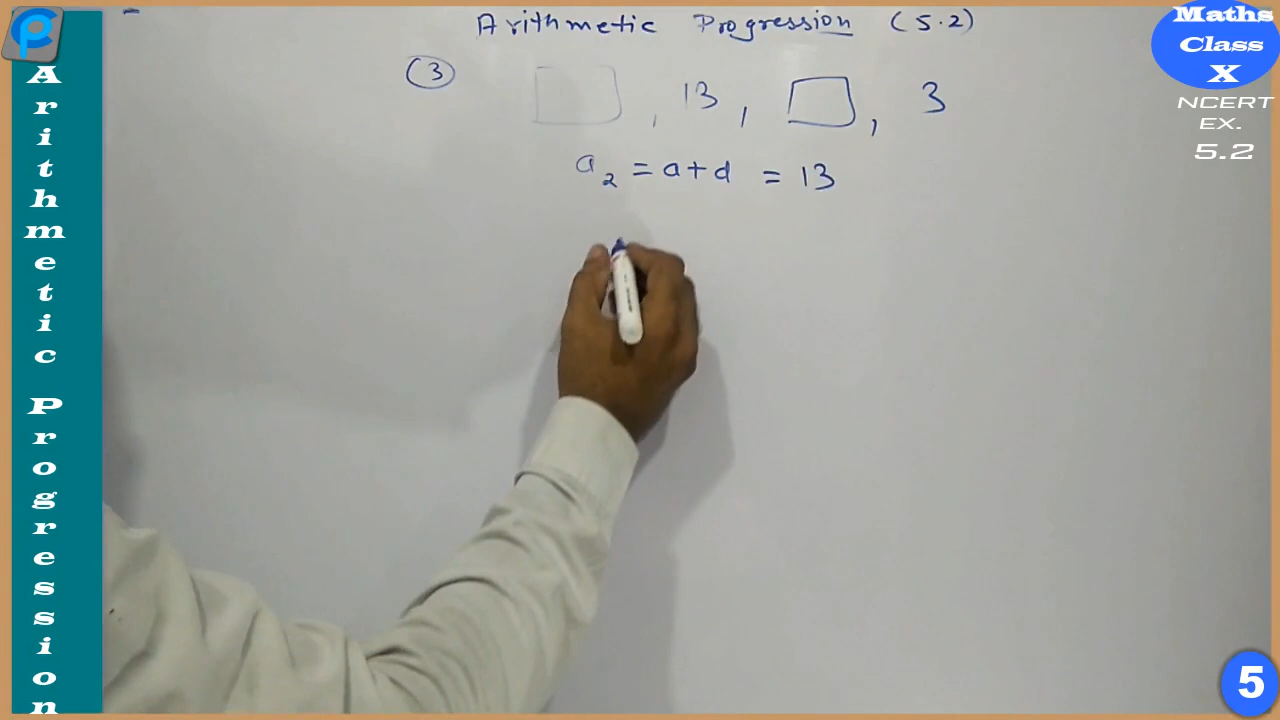 Arithmetic Progression (5.2)
(3) , 13 , , 3
a2 = a+d = 13
Arithmetic Progression
Maths
Class
X
NCERT
EX.
5.2
5